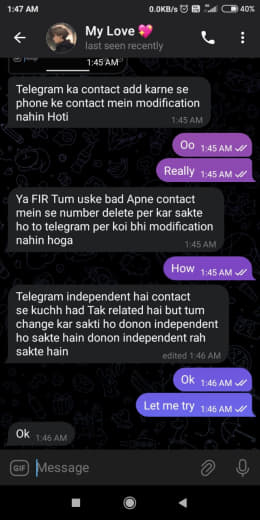 1:47 AM
0.0KB/s
40%
My Love
last seen recently
1:45 AM
Telegram ka contact add karne se
phone ke contact mein modification
nahin Hoti
1:45 AM
Oo 1:45 AM
Really 1:45 AM
Ya FIR Tum uske bad Apne contact
mein se number delete per kar sakte
ho to telegram per koi bhi modification
nahin hoga
1:45 AM
How 1:45 AM
Telegram independent hai contact
se kuchh had Tak related hai but tum
change kar sakti ho donon independent
ho sakte hain donon independent rah
sakte hain
edited 1:46 AM
Ok 1:46 AM
Let me try 1:46 AM
Ok 1:46 AM
GIF
Message